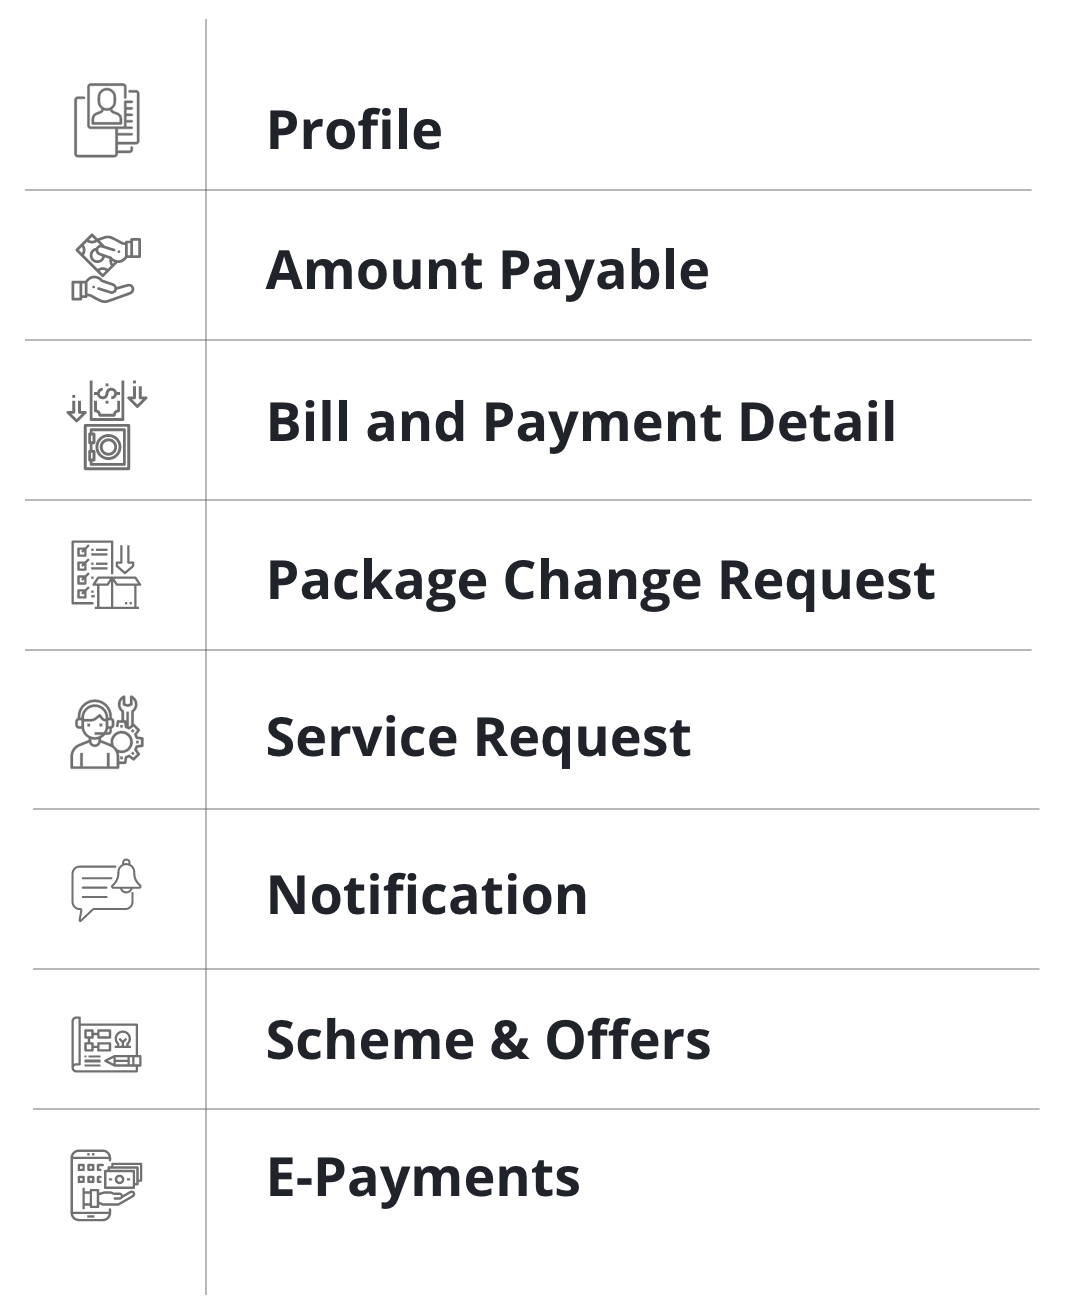 Profile
Amount Payable
Bill and Payment Detail
Package Change Request
Service Request
Notification
Scheme & Offers
E-Payments